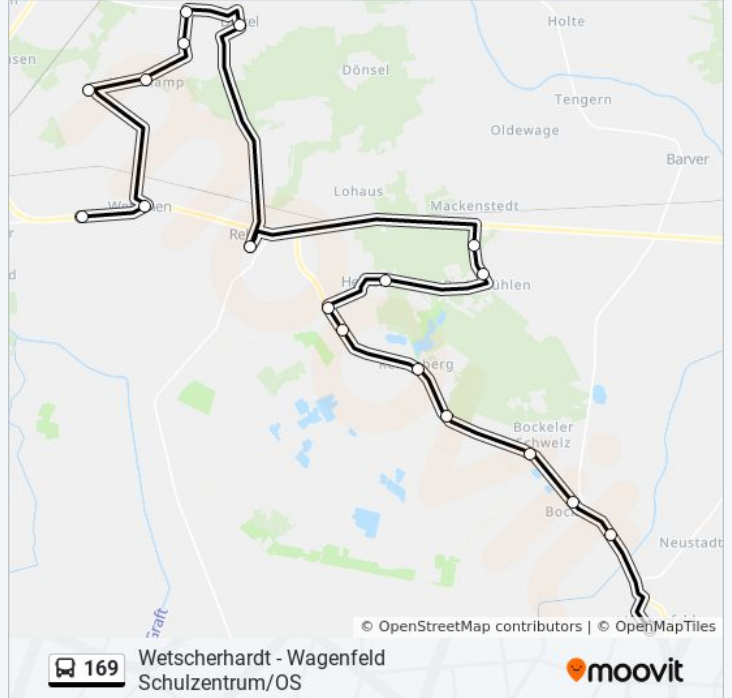 Holte
Dönsel
Tengern
Oldewage
Barver
Lohaus
Mackenstedt
Bockeler
Schweiz
Neustadt
Graft
© OpenStreetMap contributors | © OpenMapTiles
169
Wetscherhardt - Wagenfeld
Schulzentrum/OS
moovit